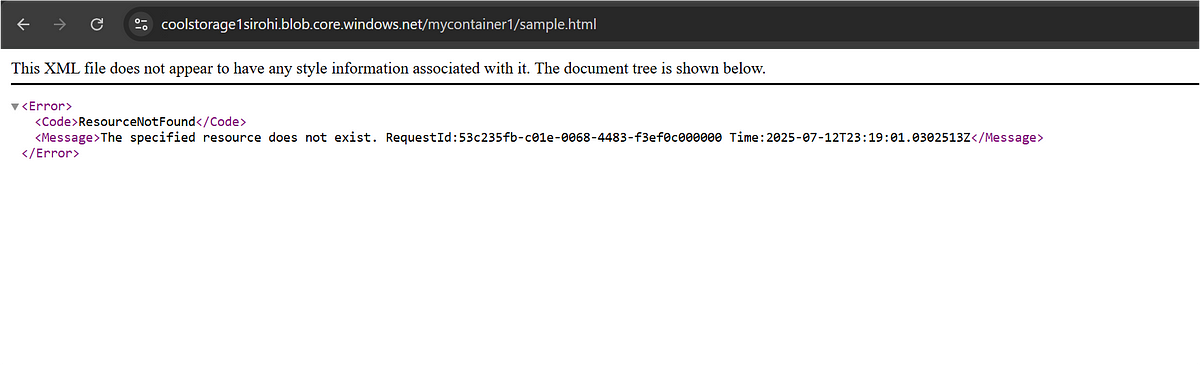 coolstorage1sirohi.blob.core.windows.net/mycontainer1/sample.html
This XML file does not appear to have any style information associated with it. The document tree is shown below.
▼<Error>
<Code>ResourceNotFound</Code>
<Message>The specified resource does not exist. RequestId:53c235fb-c01e-0068-4483-f3ef0c000000 Time:2025-07-12T23:19:01.0302513Z</Message>
</Error>